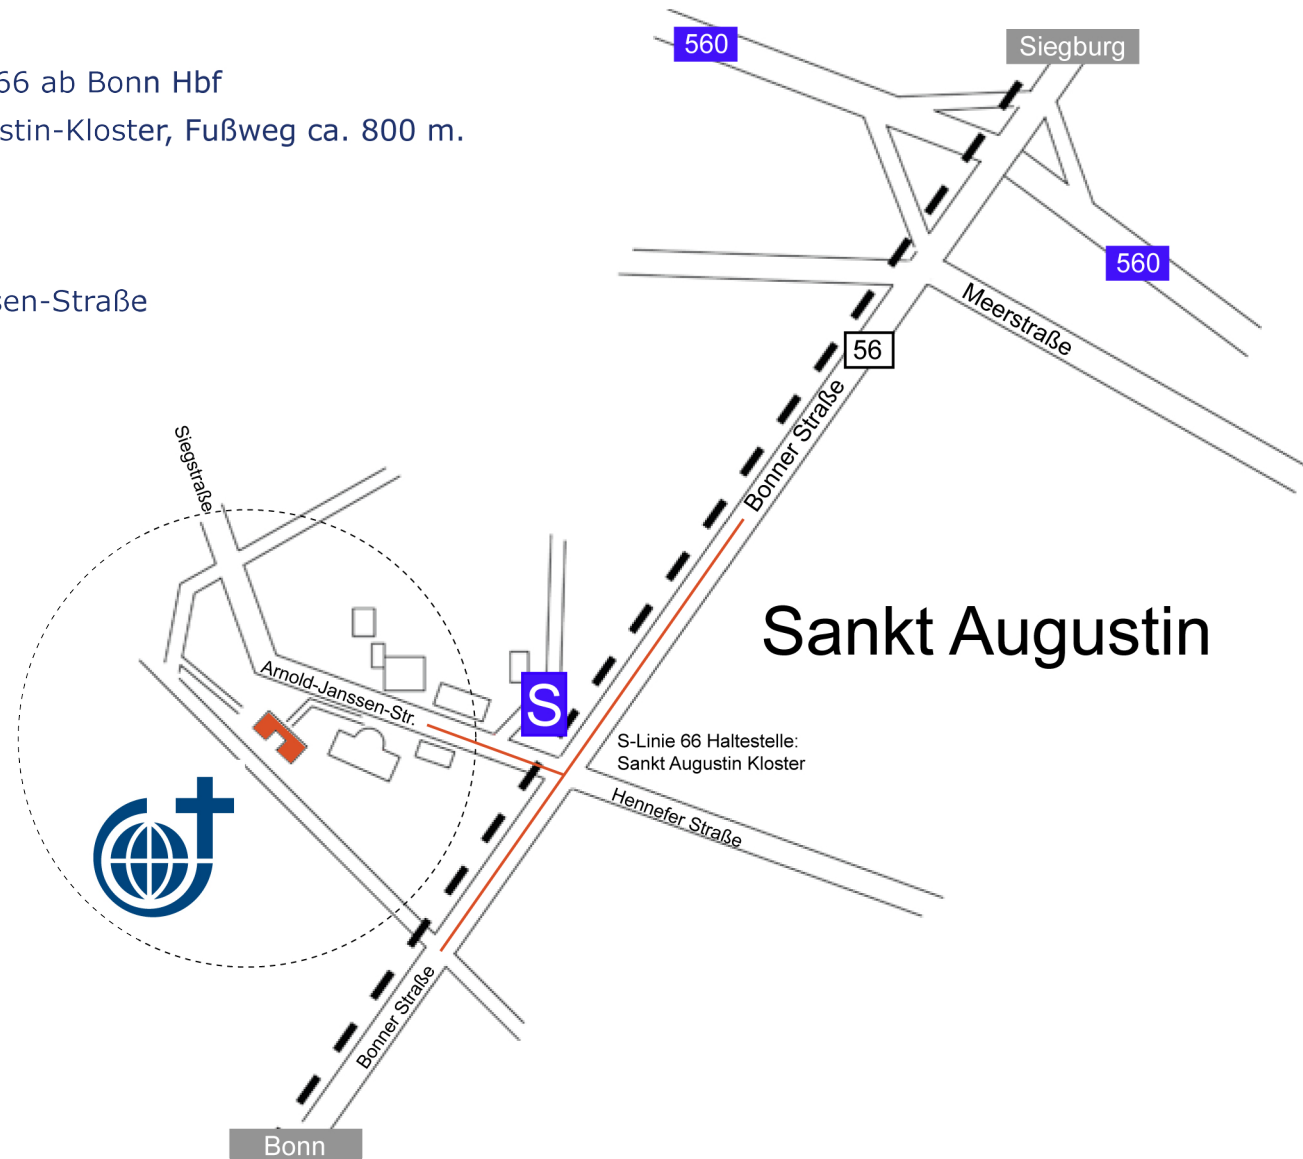 560
Siegburg
66 ab Bonn Hbf
stin-Kloster, Fußweg ca. 800 m.
560
sen-Straße
Meerstraße
56
Bonner Straße
Siegstraße
Sankt Augustin
Arnold-Janssen-Str.
S
S-Linie 66 Haltestelle:
Sankt Augustin Kloster
Hennefer Straße
Bonner Straße
Bonn